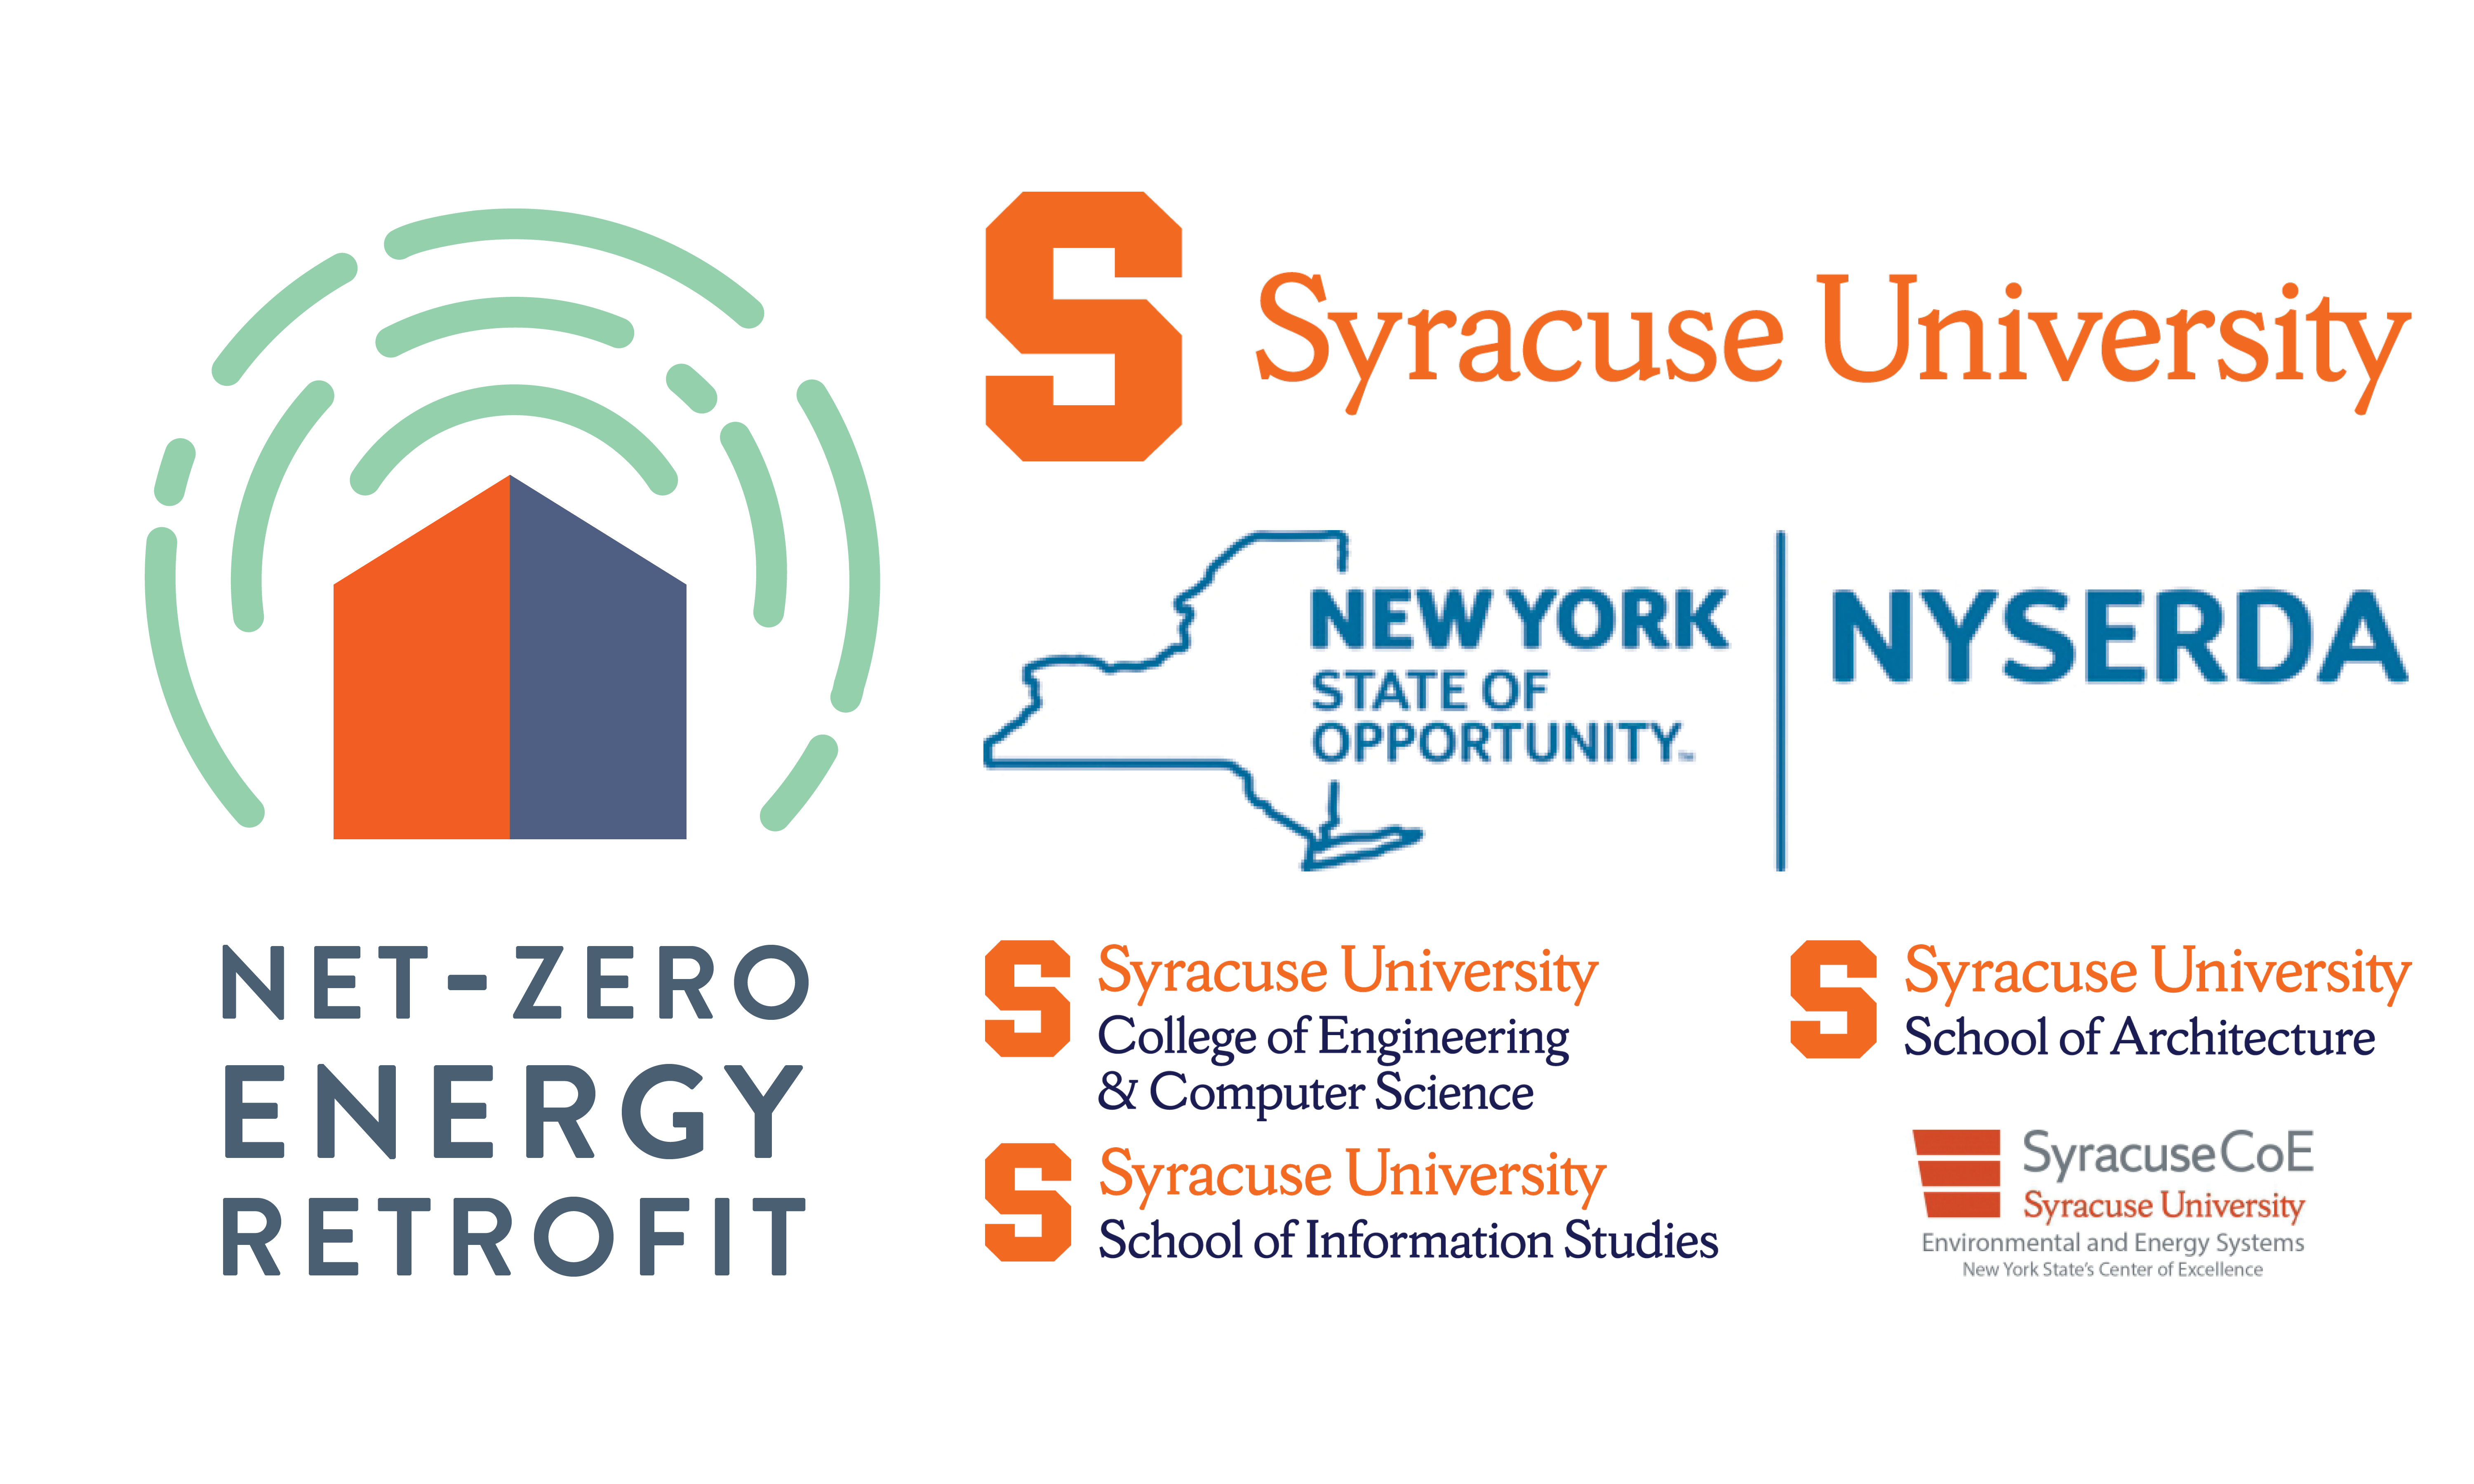 NET-ZERO
ENERGY
RETROFIT
S Syracuse University
NEW YORK
STATE OF
OPPORTUNITY™
NYSERDA
S Syracuse University
College of Engineering
& Computer Science
S Syracuse University
School of Architecture
S Syracuse University
School of Information Studies
SyracuseCoE
Syracuse University
Environmental and Energy Systems
New York State's Center of Excellence